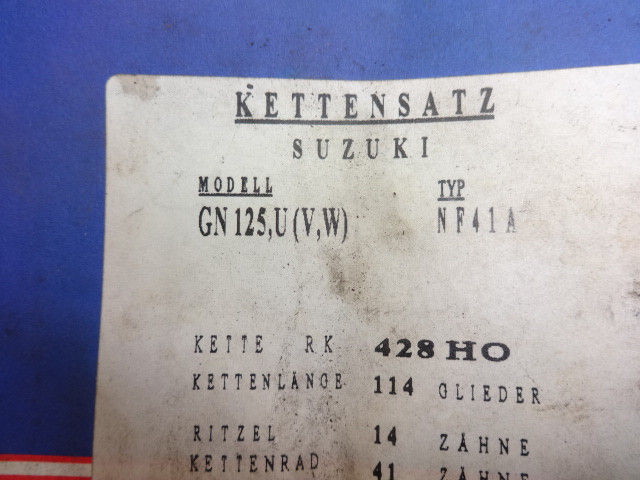 KETTENSATZ
SUZUKI
MODELL TYP
GN 125,U (V,W) NF41A
KETTE RK 428 HO
KETTENLÄNGE 114 GLIEDER
RITZEL 14 ZÄHNE
KETTENRAD 41 ZÄHNE